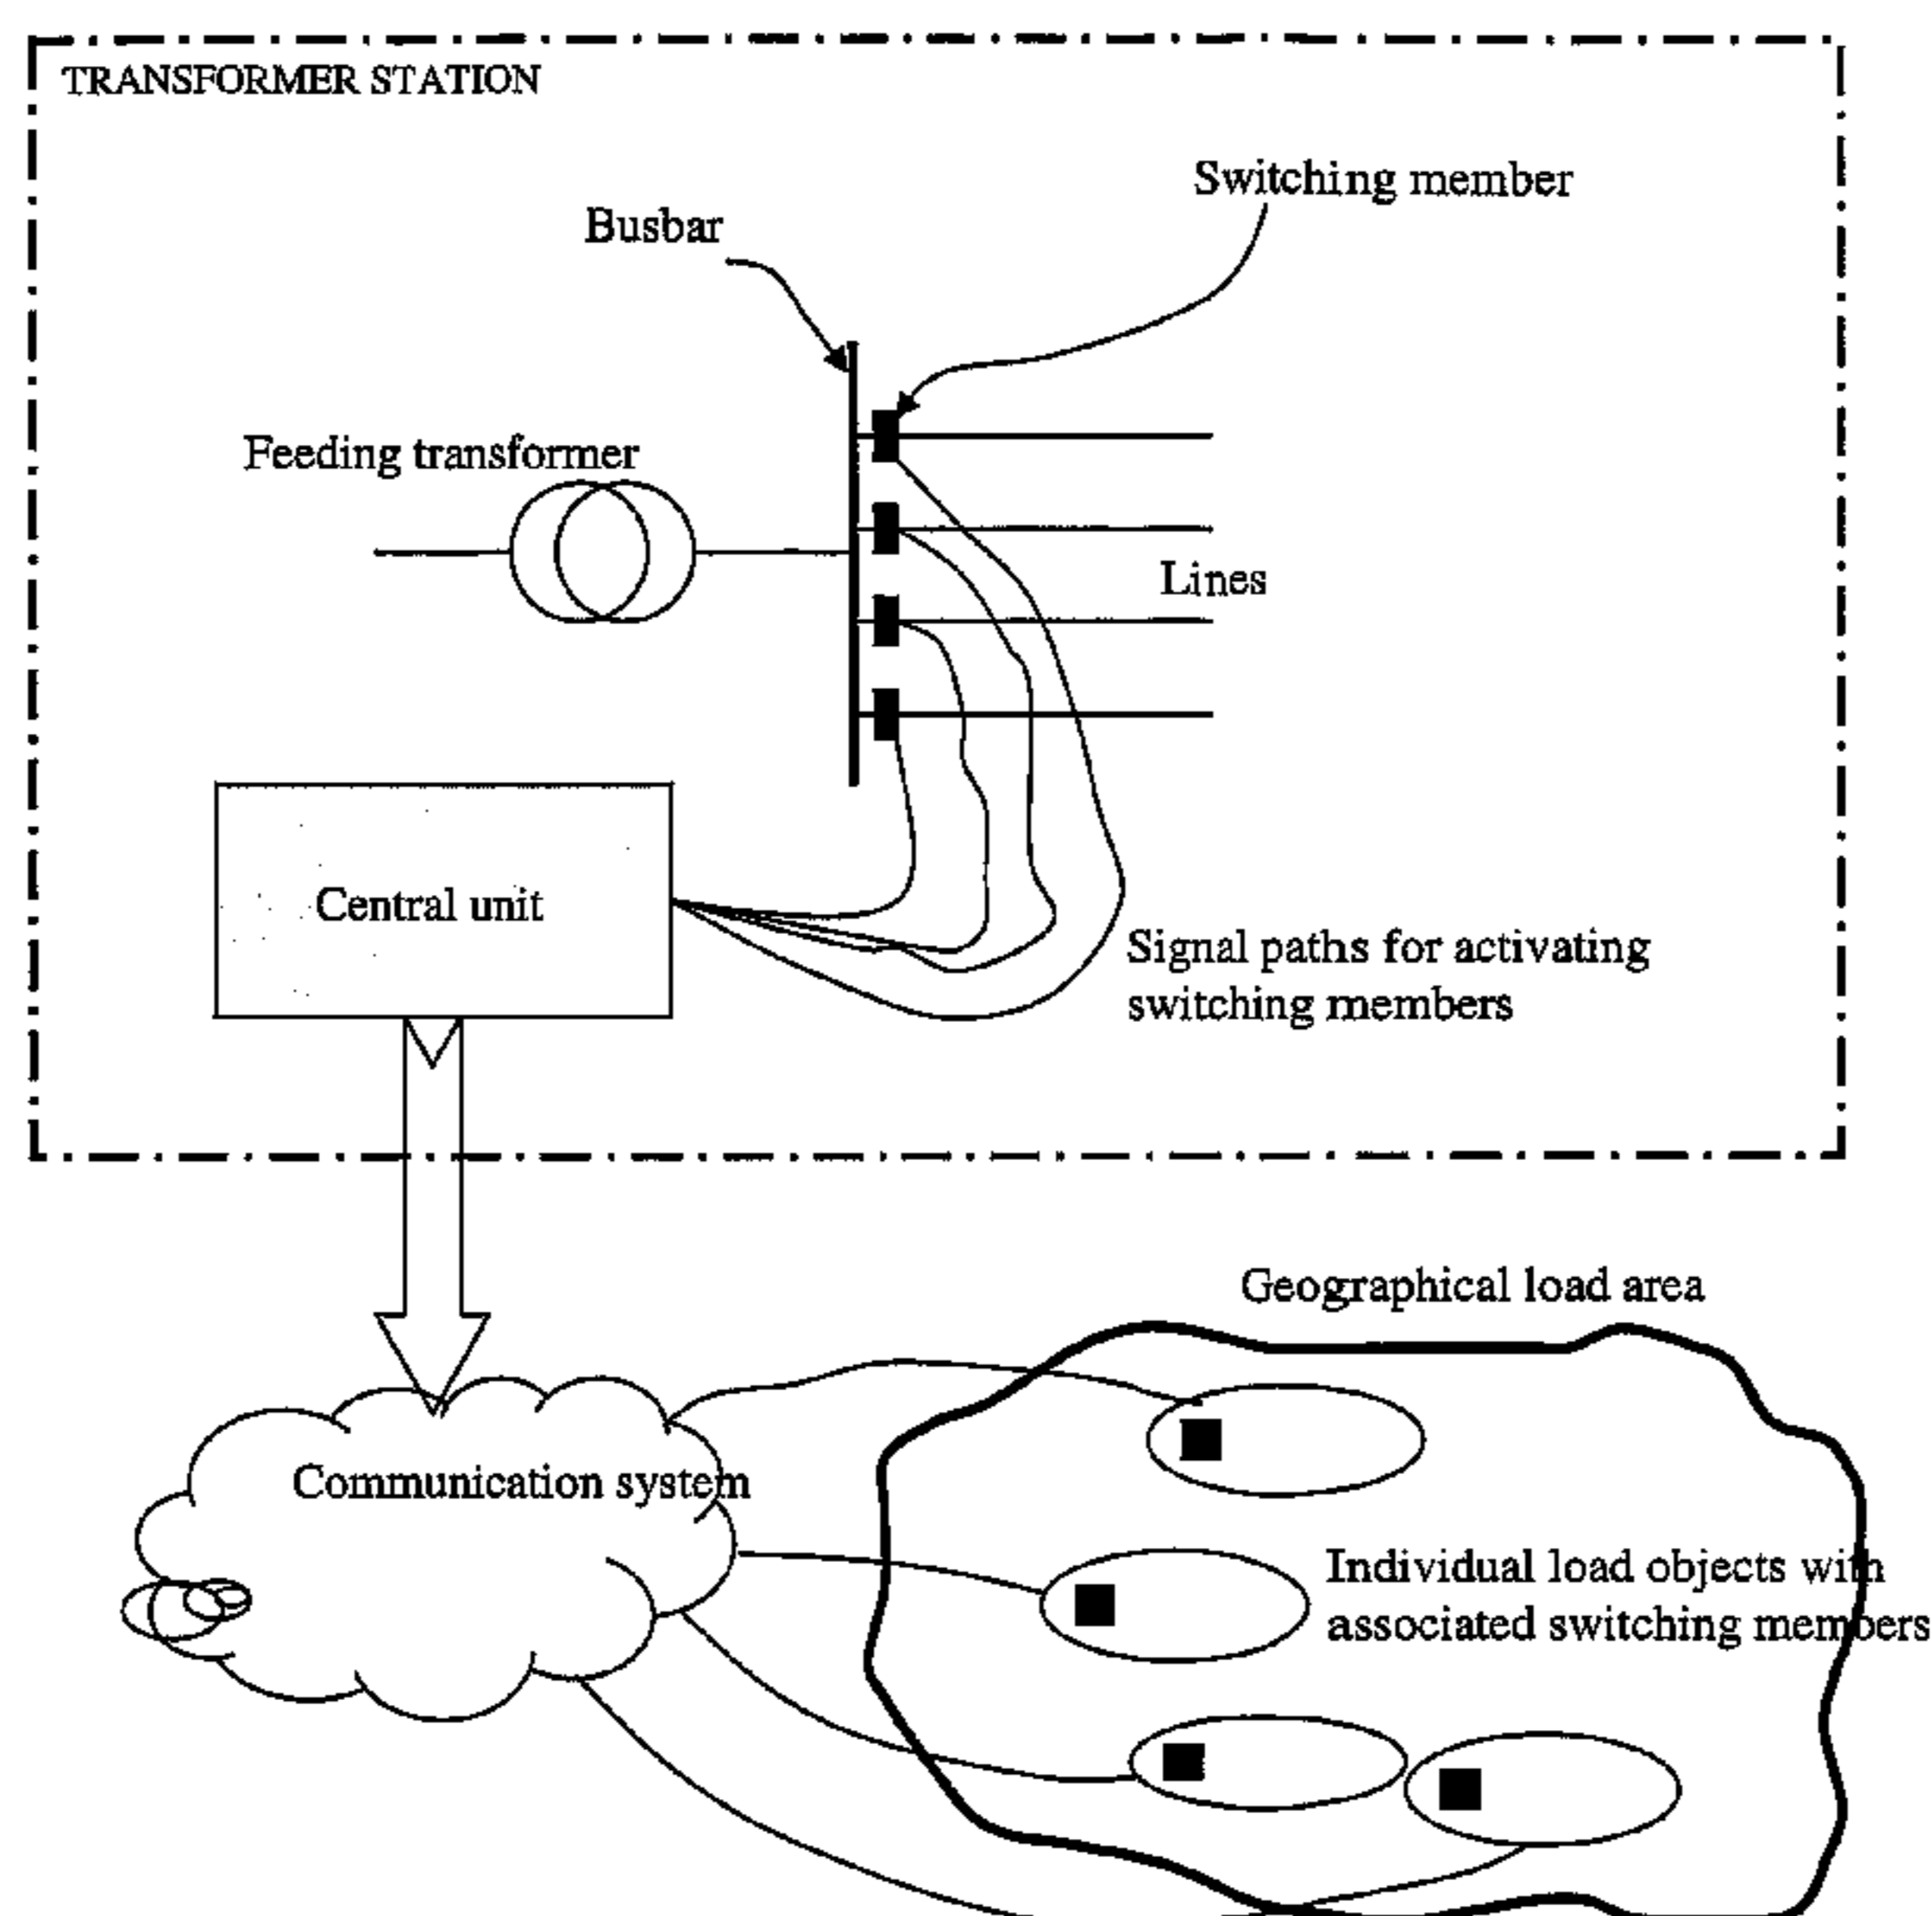 TRANSFORMER STATION
Switching member
Busbar
Feeding transformer
Lines
Central unit
Signal paths for activating
switching members
Geographical load area
Communication system
Individual load objects with
associated switching members